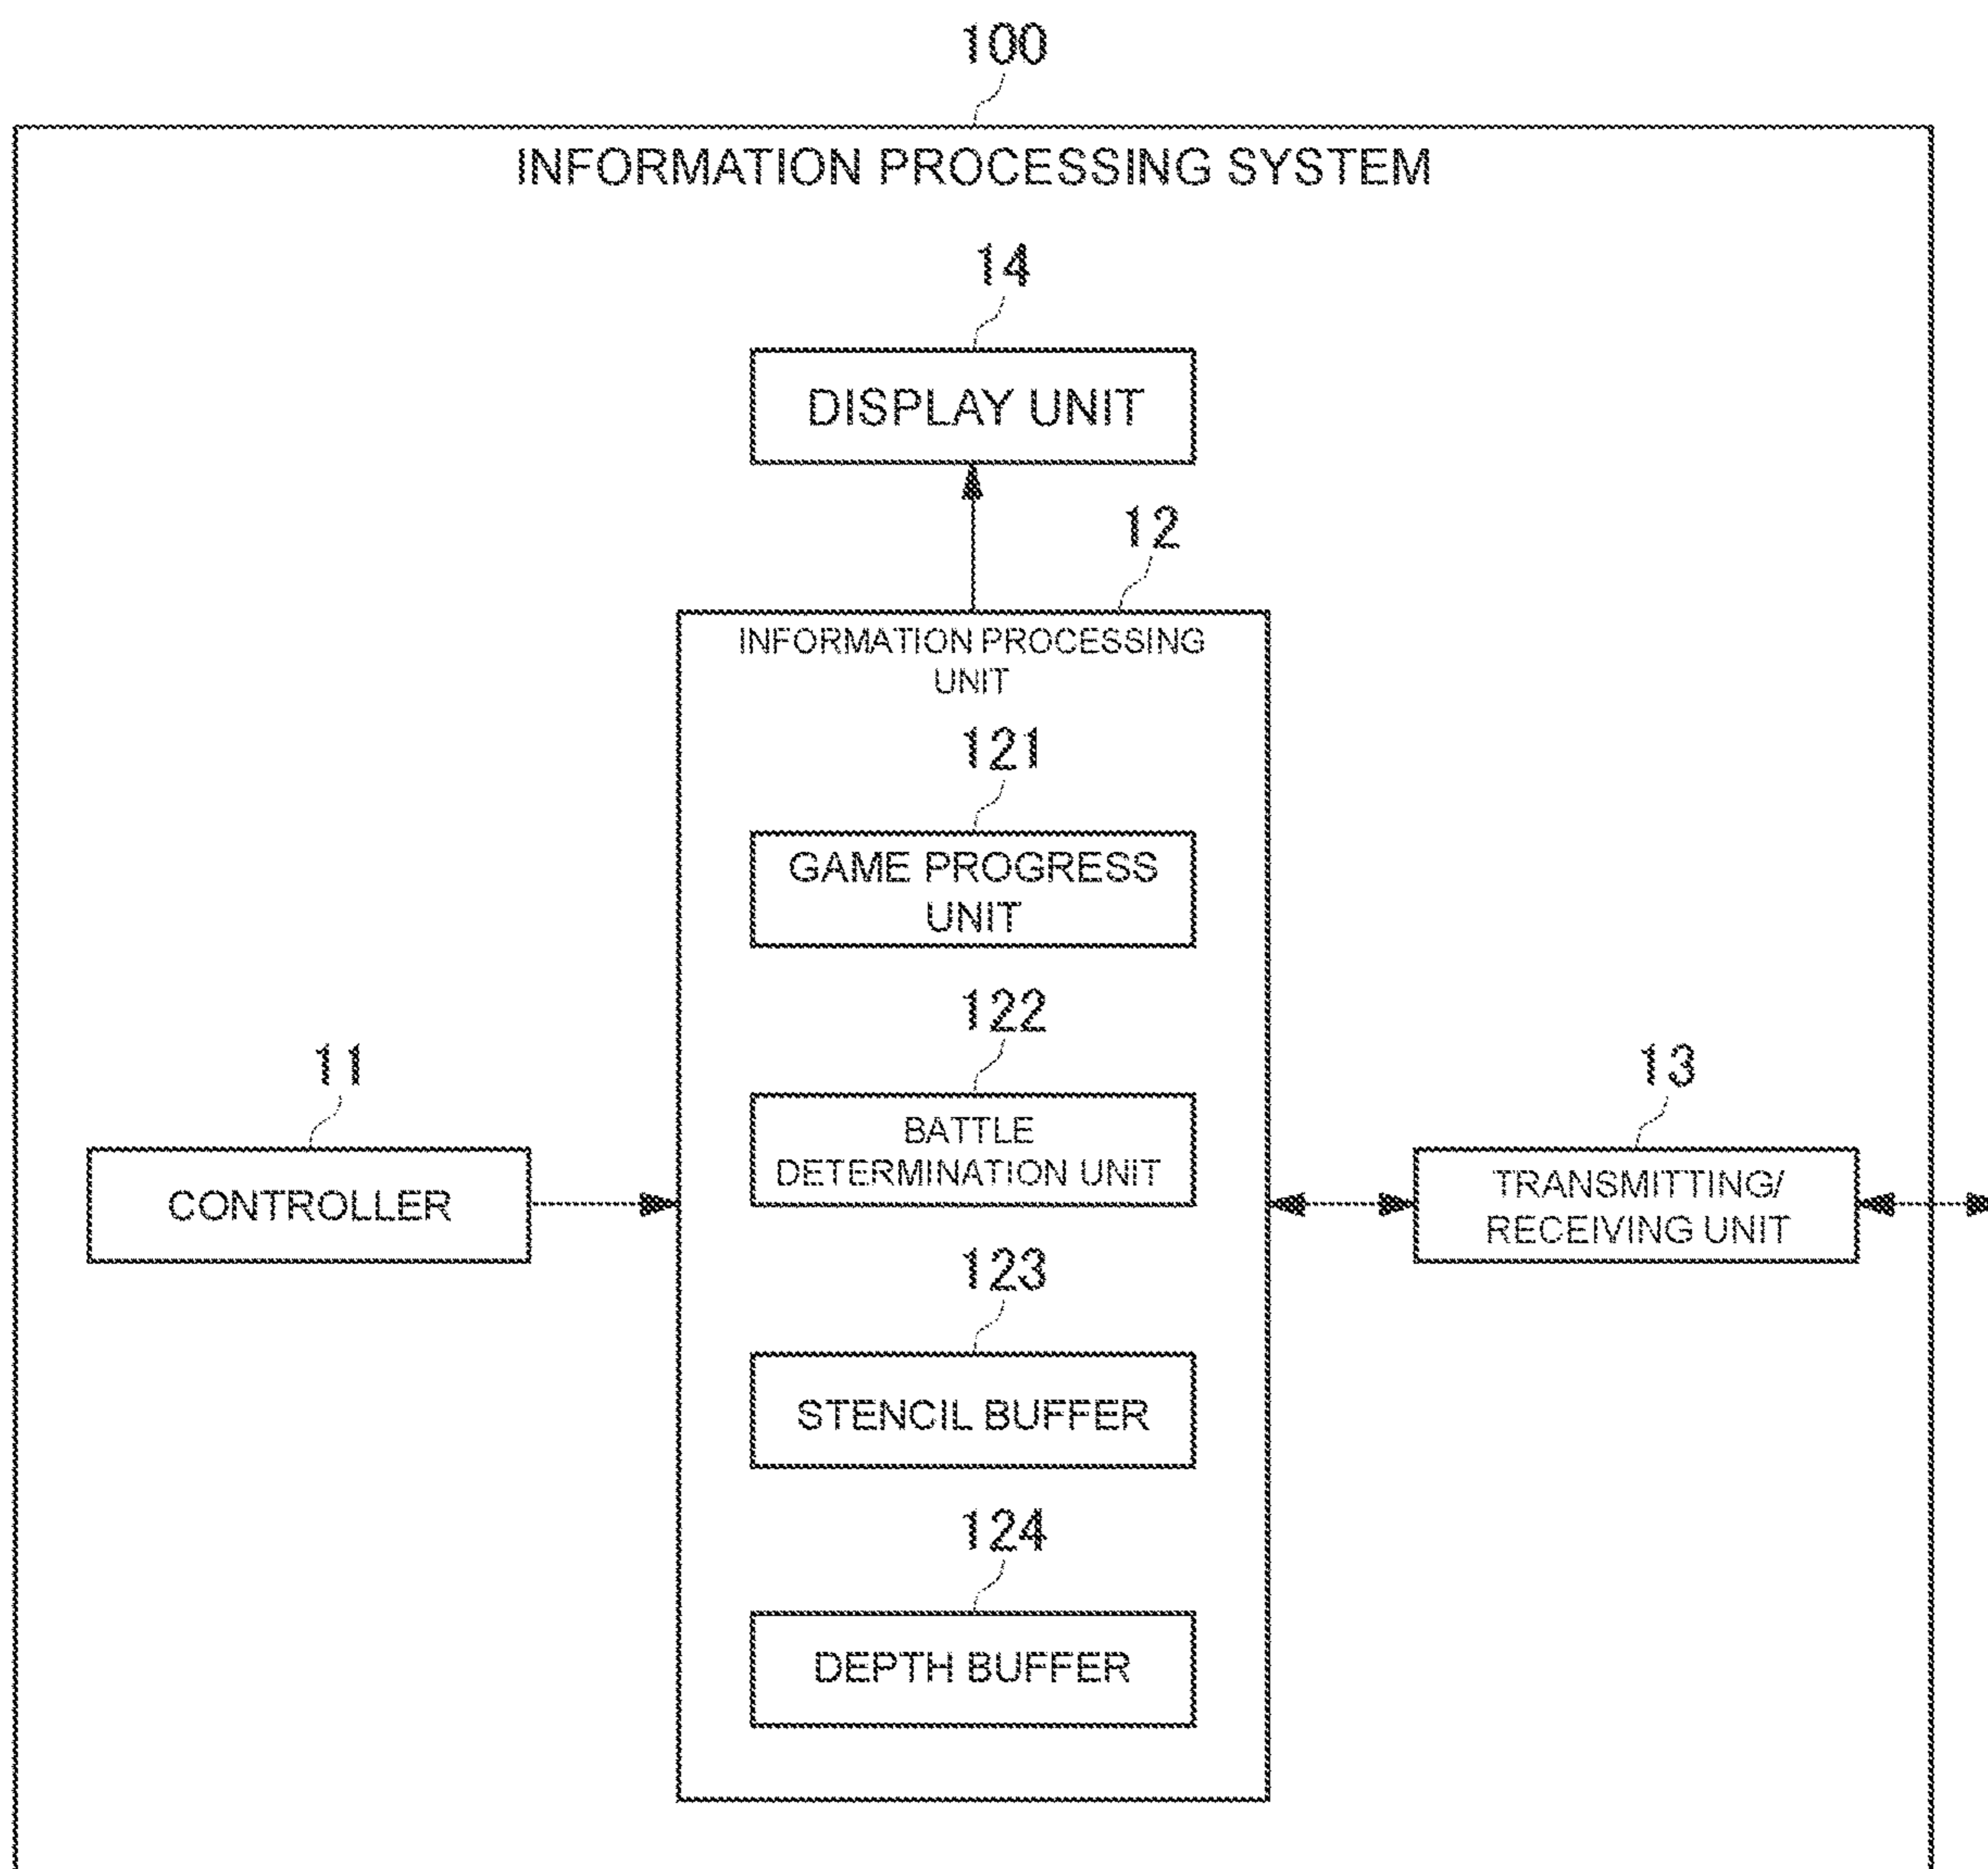 100
INFORMATION PROCESSING SYSTEM
14
DISPLAY UNIT
12
INFORMATION PROCESSING
UNIT
121
GAME PROGRESS
UNIT
122
BATTLE
DETERMINATION UNIT
11
CONTROLLER
13
TRANSMITTING/
RECEIVING UNIT
123
STENCIL BUFFER
124
DEPTH BUFFER